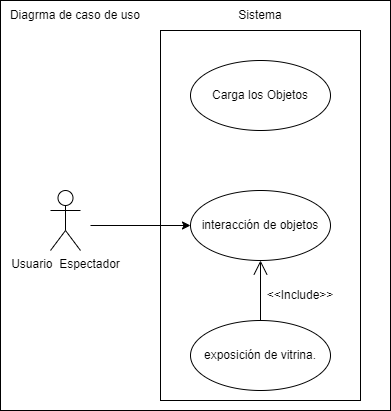 Diagrma de caso de uso
Sistema
Carga los Objetos
interacción de objetos
Usuario Espectador
<<Include>>
exposición de vitrina.